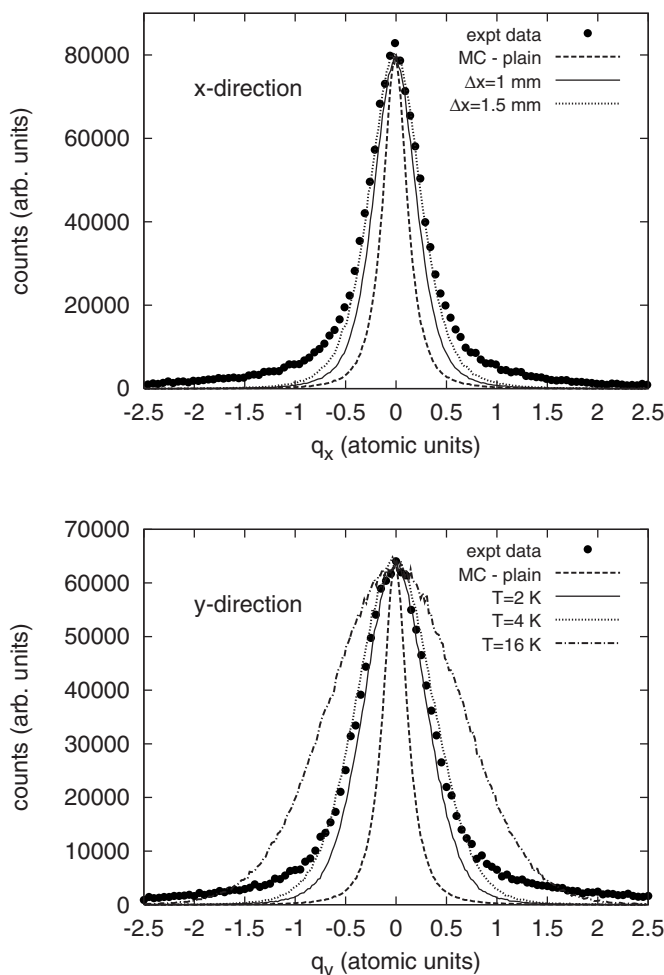 80000
60000
40000
20000
0
counts (arb. units)
x-direction
expt data
MC - plain
Δx=1 mm
Δx=1.5 mm
-2.5 -2 -1.5 -1 -0.5 0 0.5 1 1.5 2 2.5
qx (atomic units)
70000
60000
50000
40000
30000
20000
10000
0
counts (arb. units)
y-direction
expt data
MC - plain
T=2 K
T=4 K
T=16 K
-2.5 -2 -1.5 -1 -0.5 0 0.5 1 1.5 2 2.5
qy (atomic units)